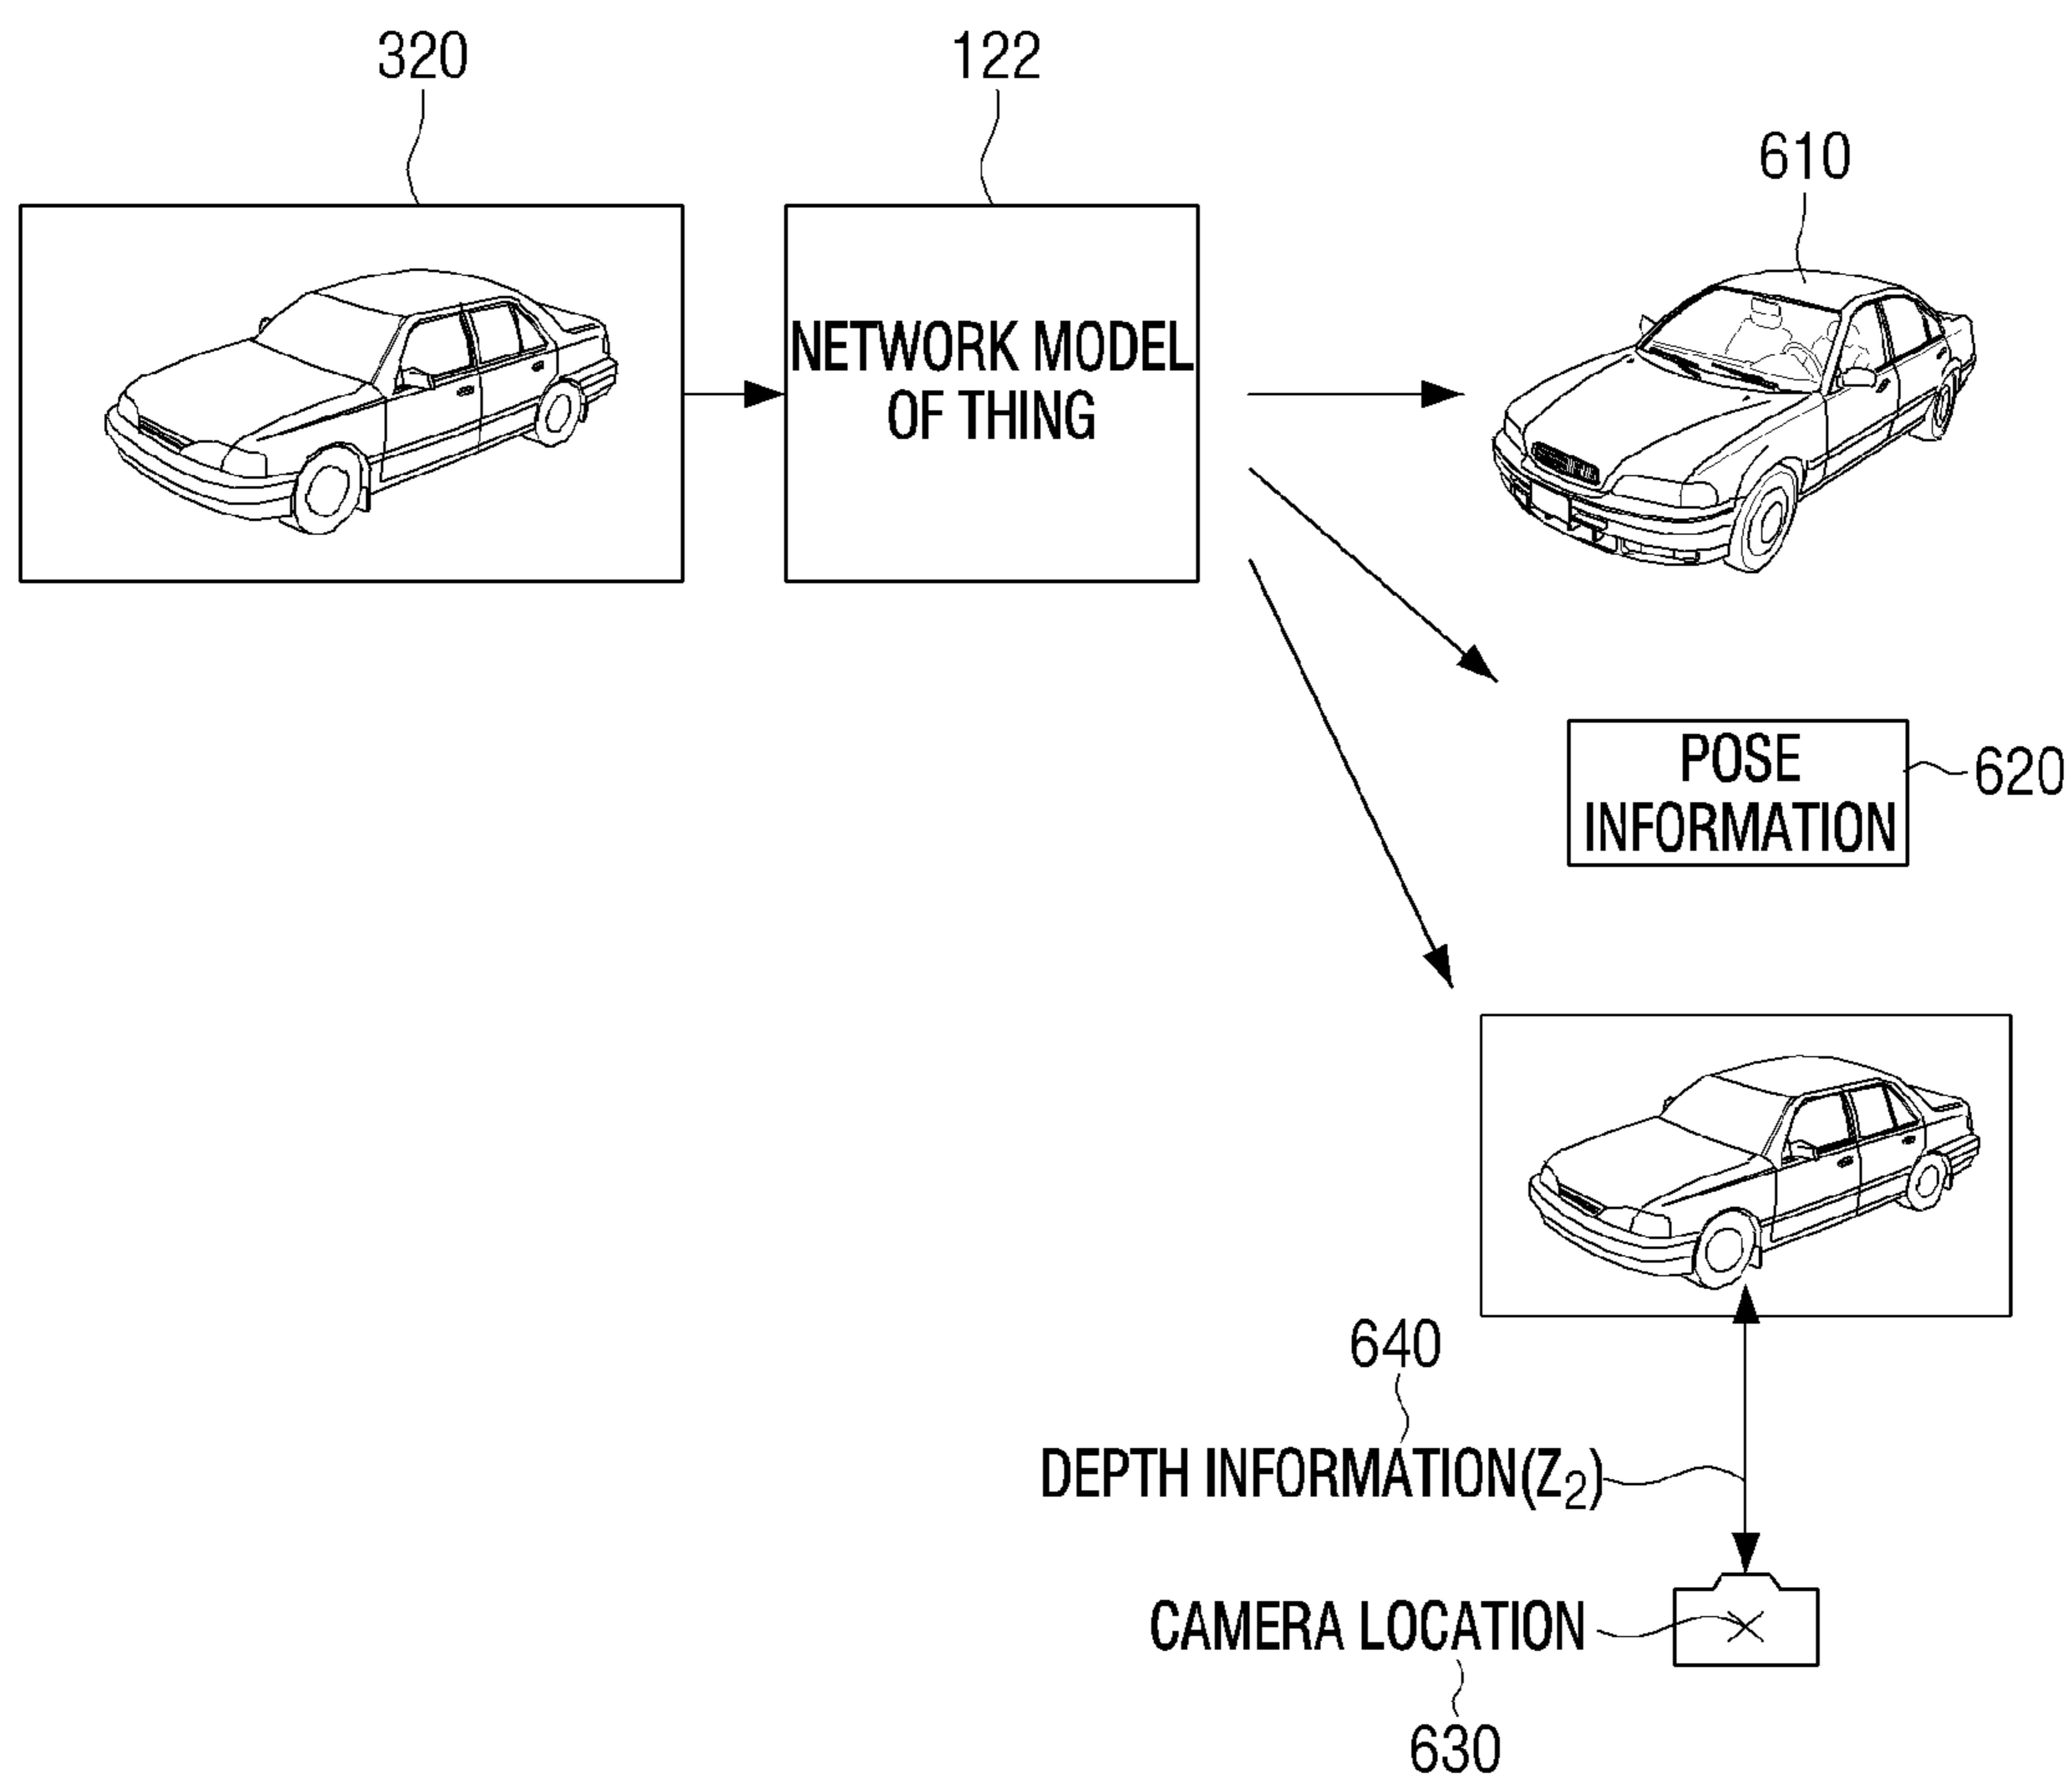 320
122
610
NETWORK MODEL
OF THING
POSE
INFORMATION
620
640
DEPTH INFORMATION(Z2)
CAMERA LOCATION
630